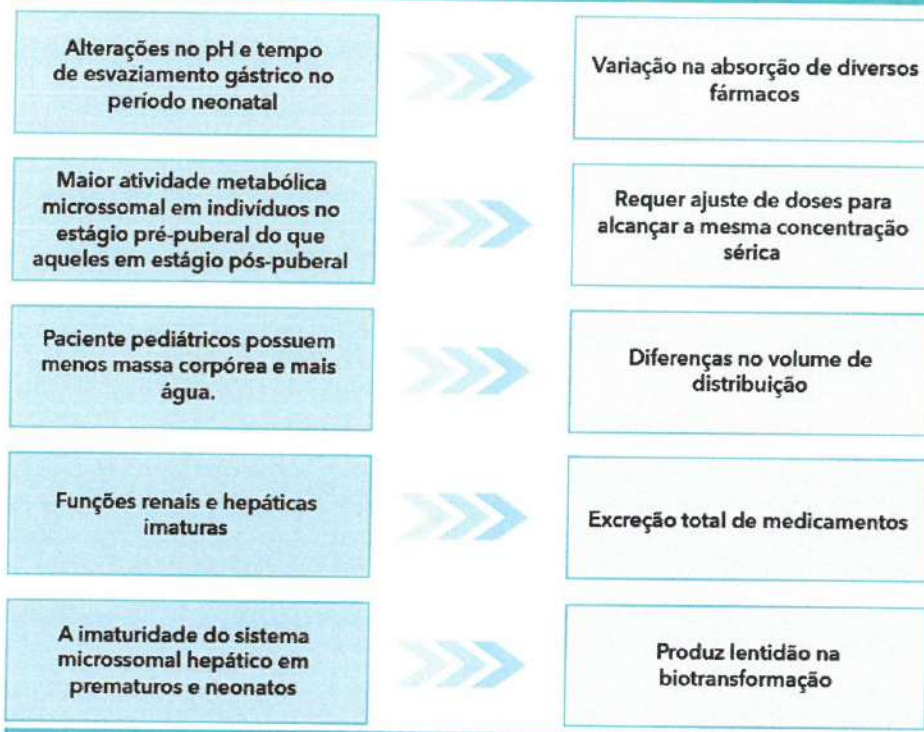 Alterações no pH e tempo
de esvaziamento gástrico no
período neonatal
Variação na absorção de diversos
fármacos
Maior atividade metabólica
microssomal em indivíduos no
estágio pré-puberal do que
aqueles em estágio pós-puberal
Requer ajuste de doses para
alcançar a mesma concentração
sérica
Paciente pediátricos possuem
menos massa corpórea e mais
água.
Diferenças no volume de
distribuição
Funções renais e hepáticas
imaturas
Excreção total de medicamentos
A imaturidade do sistema
microssomal hepático em
prematuros e neonatos
Produz lentidão na
biotransformação